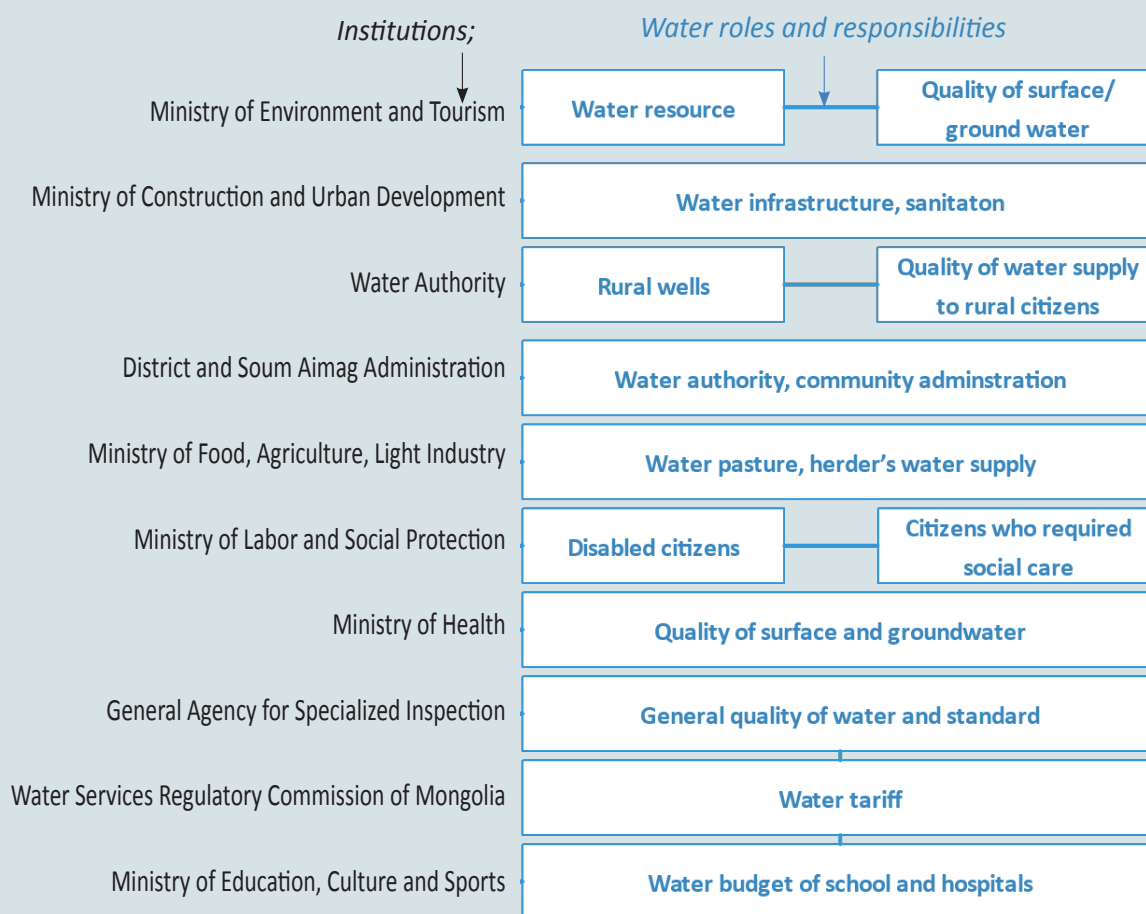 Institutions;
Water roles and responsibilities
Ministry of Environment and Tourism
Water resource
Quality of surface/
ground water
Ministry of Construction and Urban Development
Water infrastructure, sanitaton
Water Authority
Rural wells
Quality of water supply
to rural citizens
District and Soum Aimag Administration
Water authority, community adminstration
Ministry of Food, Agriculture, Light Industry
Water pasture, herder’s water supply
Ministry of Labor and Social Protection
Disabled citizens
Citizens who required
social care
Ministry of Health
Quality of surface and groundwater
General Agency for Specialized Inspection
General quality of water and standard
Water Services Regulatory Commission of Mongolia
Water tariff
Ministry of Education, Culture and Sports
Water budget of school and hospitals